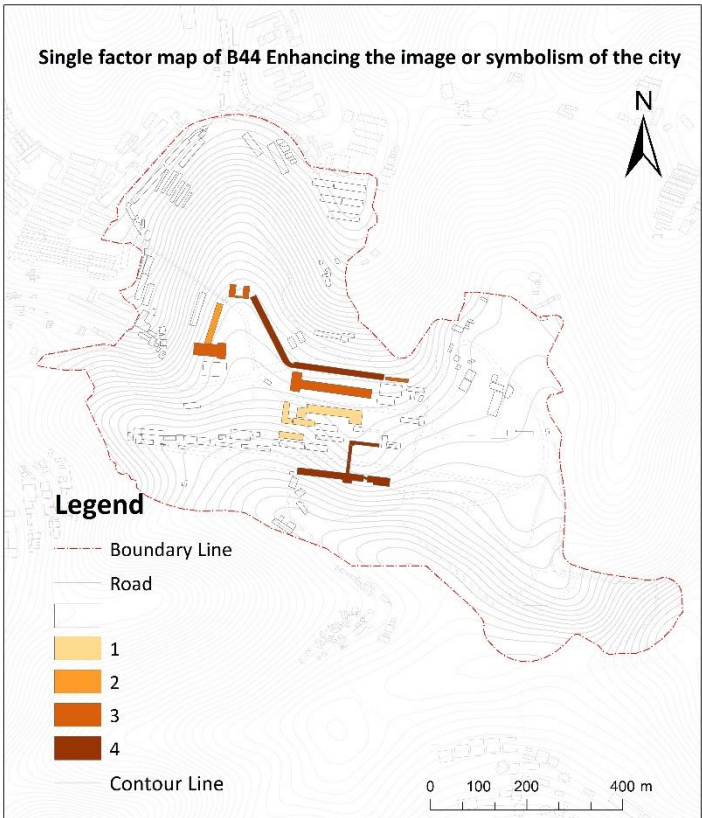 Single factor map of B44 Enhancing the image or symbolism of the city
N
Legend
Boundary Line
Road
1
2
3
4
Contour Line
0 100 200 400 m